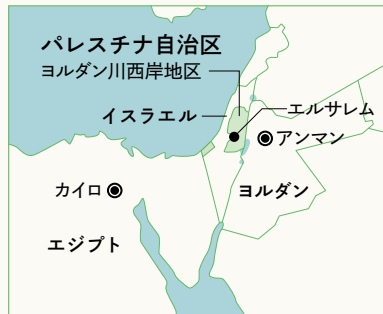 パレスチナ自治区
ヨルダン川西岸地区
イスラエル
エルサレム
アンマン
カイロ
ヨルダン
エジプト